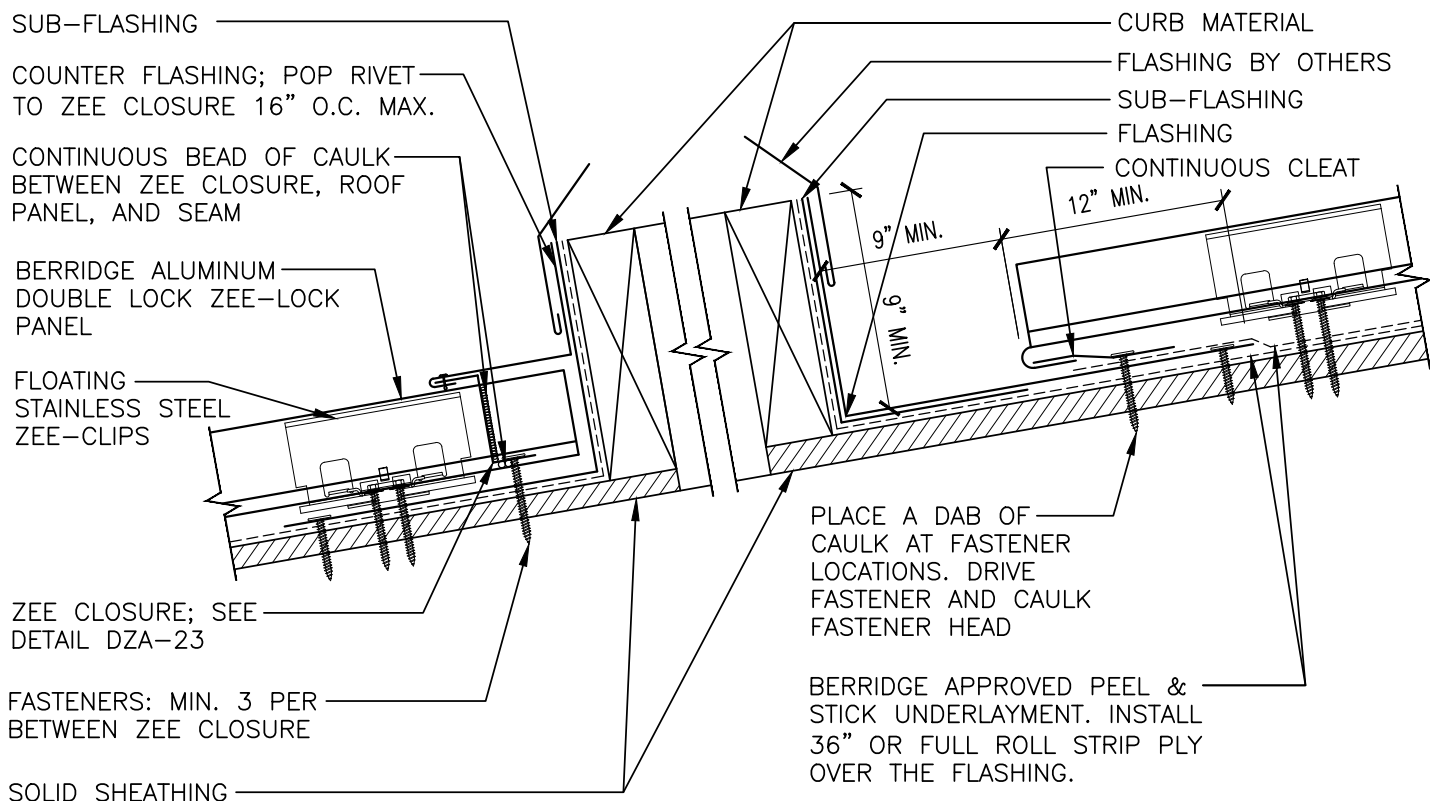 SUB-FLASHING
COUNTER FLASHING; POP RIVET
TO ZEE CLOSURE 16" O.C. MAX.
CONTINUOUS BEAD OF CAULK
BETWEEN ZEE CLOSURE, ROOF
PANEL, AND SEAM
BERRIDGE ALUMINUM
DOUBLE LOCK ZEE-LOCK
PANEL
FLOATING
STAINLESS STEEL
ZEE-CLIPS
ZEE CLOSURE; SEE
DETAIL DZA-23
FASTENERS: MIN. 3 PER
BETWEEN ZEE CLOSURE
SOLID SHEATHING
CURB MATERIAL
FLASHING BY OTHERS
SUB-FLASHING
FLASHING
CONTINUOUS CLEAT
12" MIN.
9" MIN.
9" MIN.
PLACE A DAB OF
CAULK AT FASTENER
LOCATIONS. DRIVE
FASTENER AND CAULK
FASTENER HEAD
BERRIDGE APPROVED PEEL &
STICK UNDERLAYMENT. INSTALL
36" OR FULL ROLL STRIP PLY
OVER THE FLASHING.